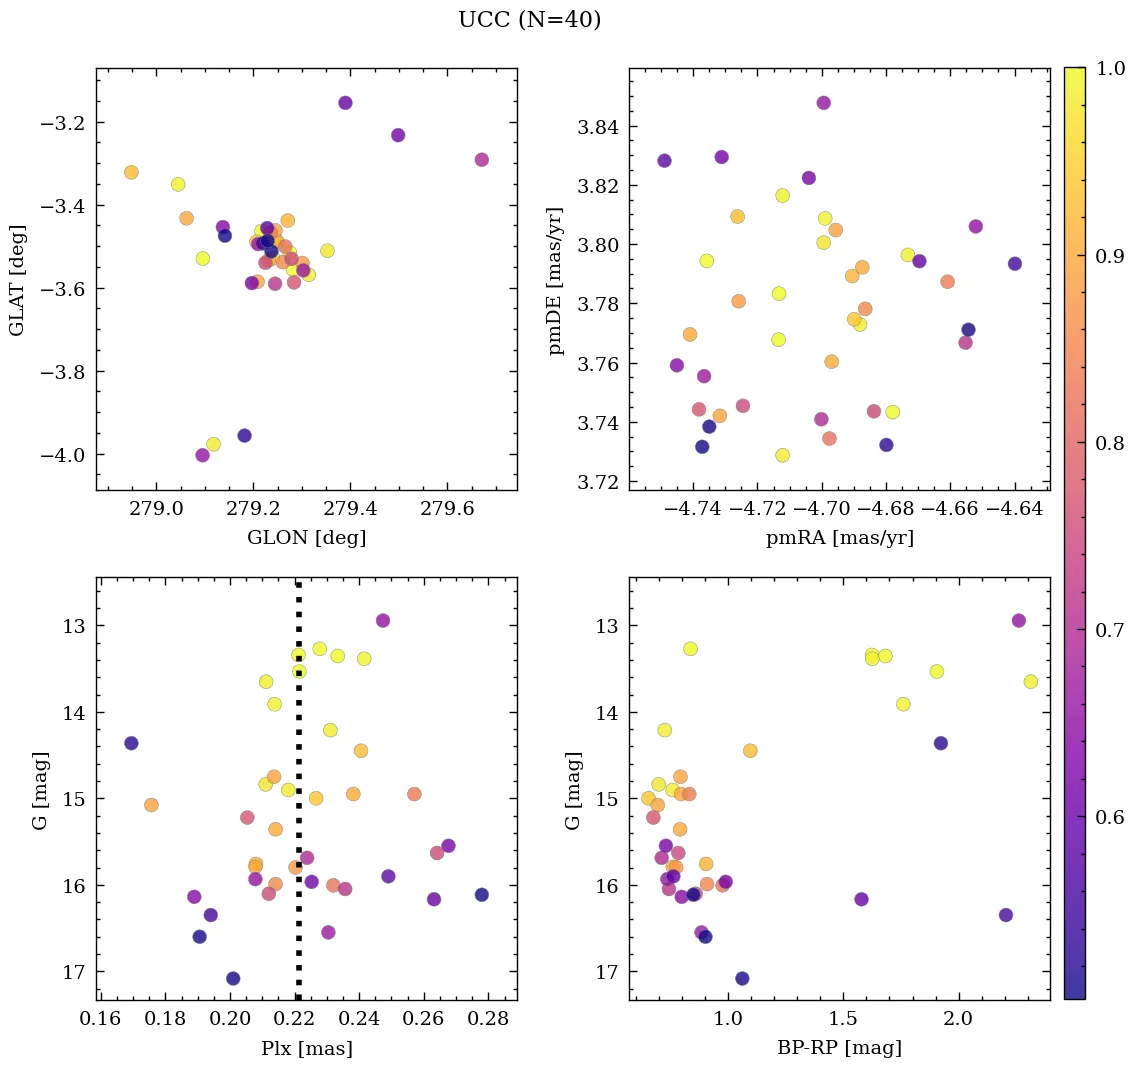 UCC (N=40)
−3.2
−3.4
−3.6
−3.8
−4.0
GLAT [deg]
279.0 279.2 279.4 279.6
GLON [deg]
3.84
3.82
3.80
3.78
3.76
3.74
3.72
pmDE [mas/yr]
−4.74 −4.72 −4.70 −4.68 −4.66 −4.64
pmRA [mas/yr]
1.0
0.9
0.8
0.7
0.6
13
14
15
16
17
G [mag]
0.16 0.18 0.20 0.22 0.24 0.26 0.28
Plx [mas]
13
14
15
16
17
G [mag]
1.0 1.5 2.0
BP-RP [mag]